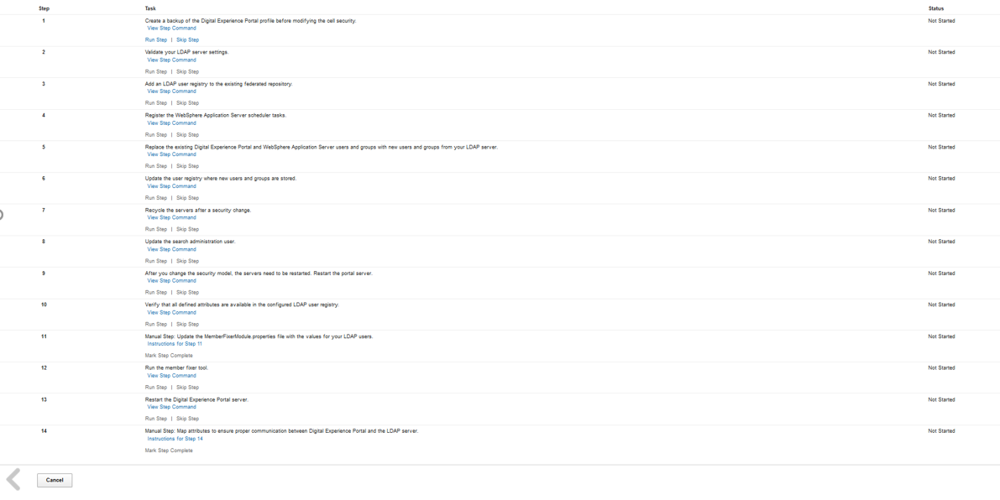 Step Task Status
1 Create a backup of the Digital Experience Portal profile before modifying the cell security. Not Started
View Step Command
Run Step | Skip Step
2 Validate your LDAP server settings. Not Started
View Step Command
Run Step | Skip Step
3 Add an LDAP user registry to the existing federated repository. Not Started
View Step Command
Run Step | Skip Step
4 Register the WebSphere Application Server scheduler tasks. Not Started
View Step Command
Run Step | Skip Step
5 Replace the existing Digital Experience Portal and WebSphere Application Server users and groups with new users and groups from your LDAP server. Not Started
View Step Command
Run Step | Skip Step
6 Update the user registry where new users and groups are stored. Not Started
View Step Command
Run Step | Skip Step
7 Recycle the servers after a security change. Not Started
View Step Command
Run Step | Skip Step
8 Update the search administration user. Not Started
View Step Command
Run Step | Skip Step
9 After you change the security model, the servers need to be restarted. Restart the portal server. Not Started
View Step Command
Run Step | Skip Step
10 Verify that all defined attributes are available in the configured LDAP user registry. Not Started
View Step Command
Run Step | Skip Step
11 Manual Step: Update the MemberFixerModule.properties file with the values for your LDAP users. Not Started
Instructions for Step 11
Mark Step Complete
12 Run the member fixer tool. Not Started
View Step Command
Run Step | Skip Step
13 Restart the Digital Experience Portal server. Not Started
View Step Command
Run Step | Skip Step
14 Manual Step: Map attributes to ensure proper communication between Digital Experience Portal and the LDAP server. Not Started
Instructions for Step 14
Mark Step Complete
Cancel